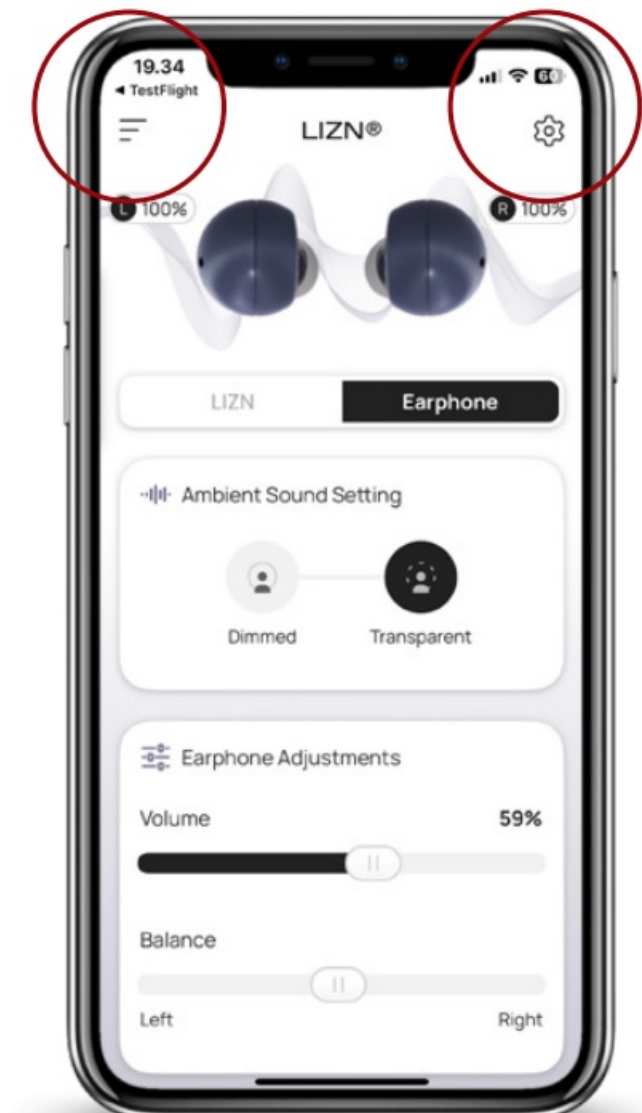 19.34
◀ TestFlight
60
LIZN®
L 100%
R 100%
LIZN
Earphone
Ambient Sound Setting
Dimmed
Transparent
Earphone Adjustments
Volume
59%
Balance
Left
Right